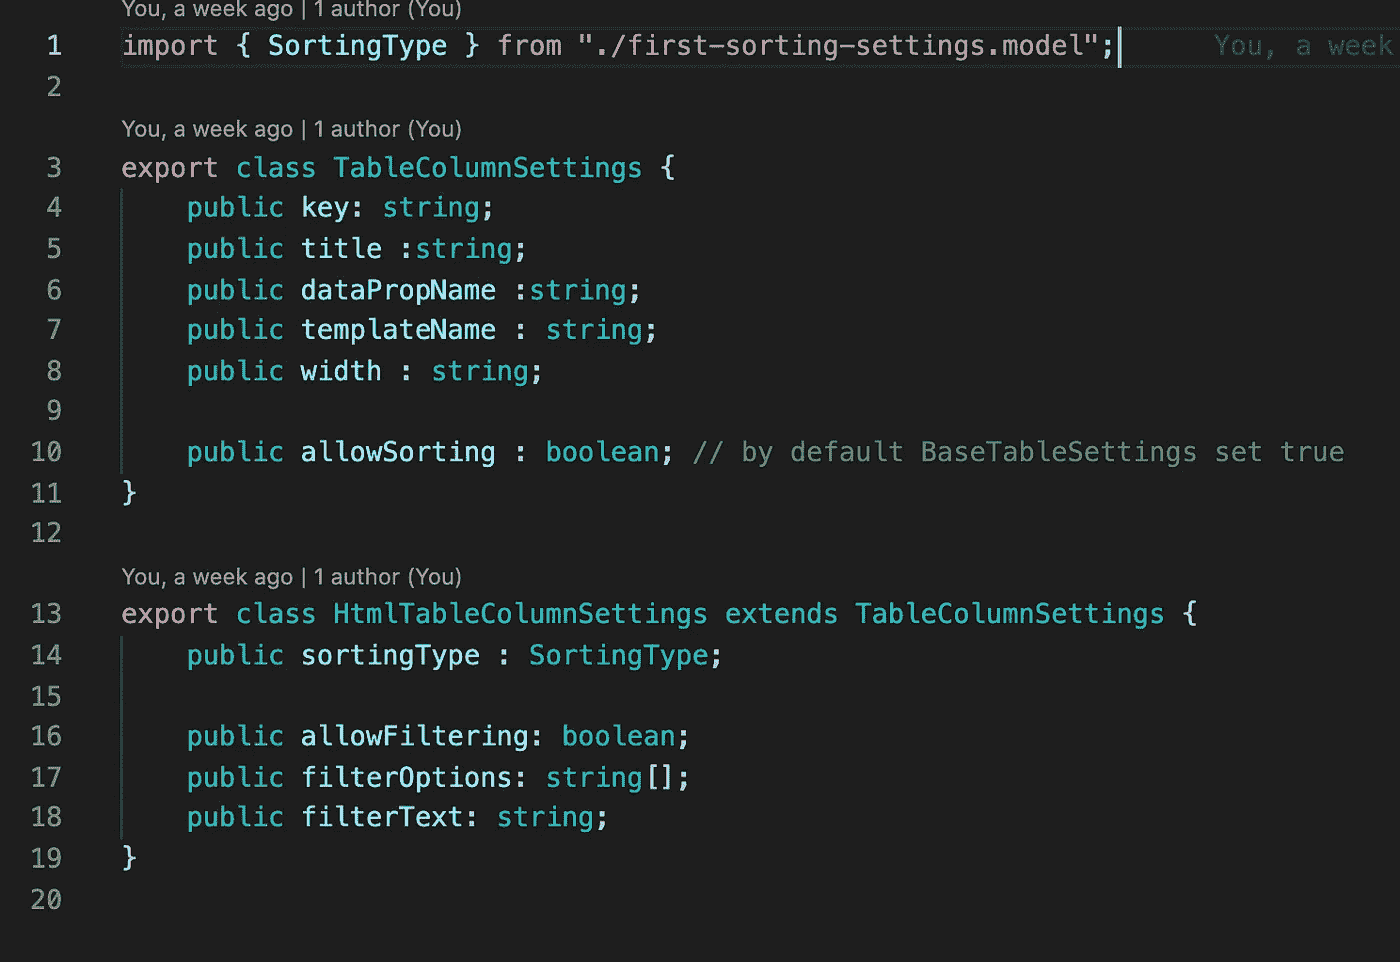 You, a week ago | 1 author (You)
1 import { SortingType } from "./first-sorting-settings.model"; You, a week
2
You, a week ago | 1 author (You)
3 export class TableColumnSettings {
4 public key: string;
5 public title :string;
6 public dataPropName :string;
7 public templateName : string;
8 public width : string;
9
10 public allowSorting : boolean; // by default BaseTableSettings set true
11 }
12
You, a week ago | 1 author (You)
13 export class HtmlTableColumnSettings extends TableColumnSettings {
14 public sortingType : SortingType;
15
16 public allowFiltering: boolean;
17 public filterOptions: string[];
18 public filterText: string;
19 }
20